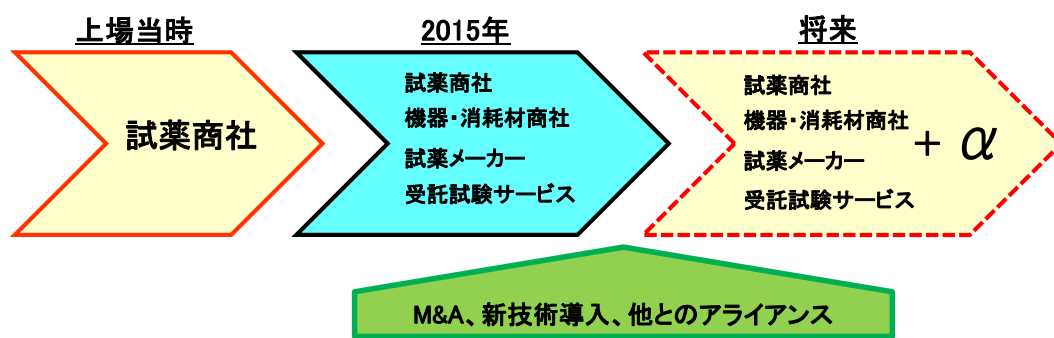 上場当時
試薬商社
2015年
試薬商社
機器・消耗材商社
試薬メーカー
受託試験サービス
将来
試薬商社
機器・消耗材商社
試薬メーカー
受託試験サービス
+ α
M&A、新技術導入、他とのアライアンス